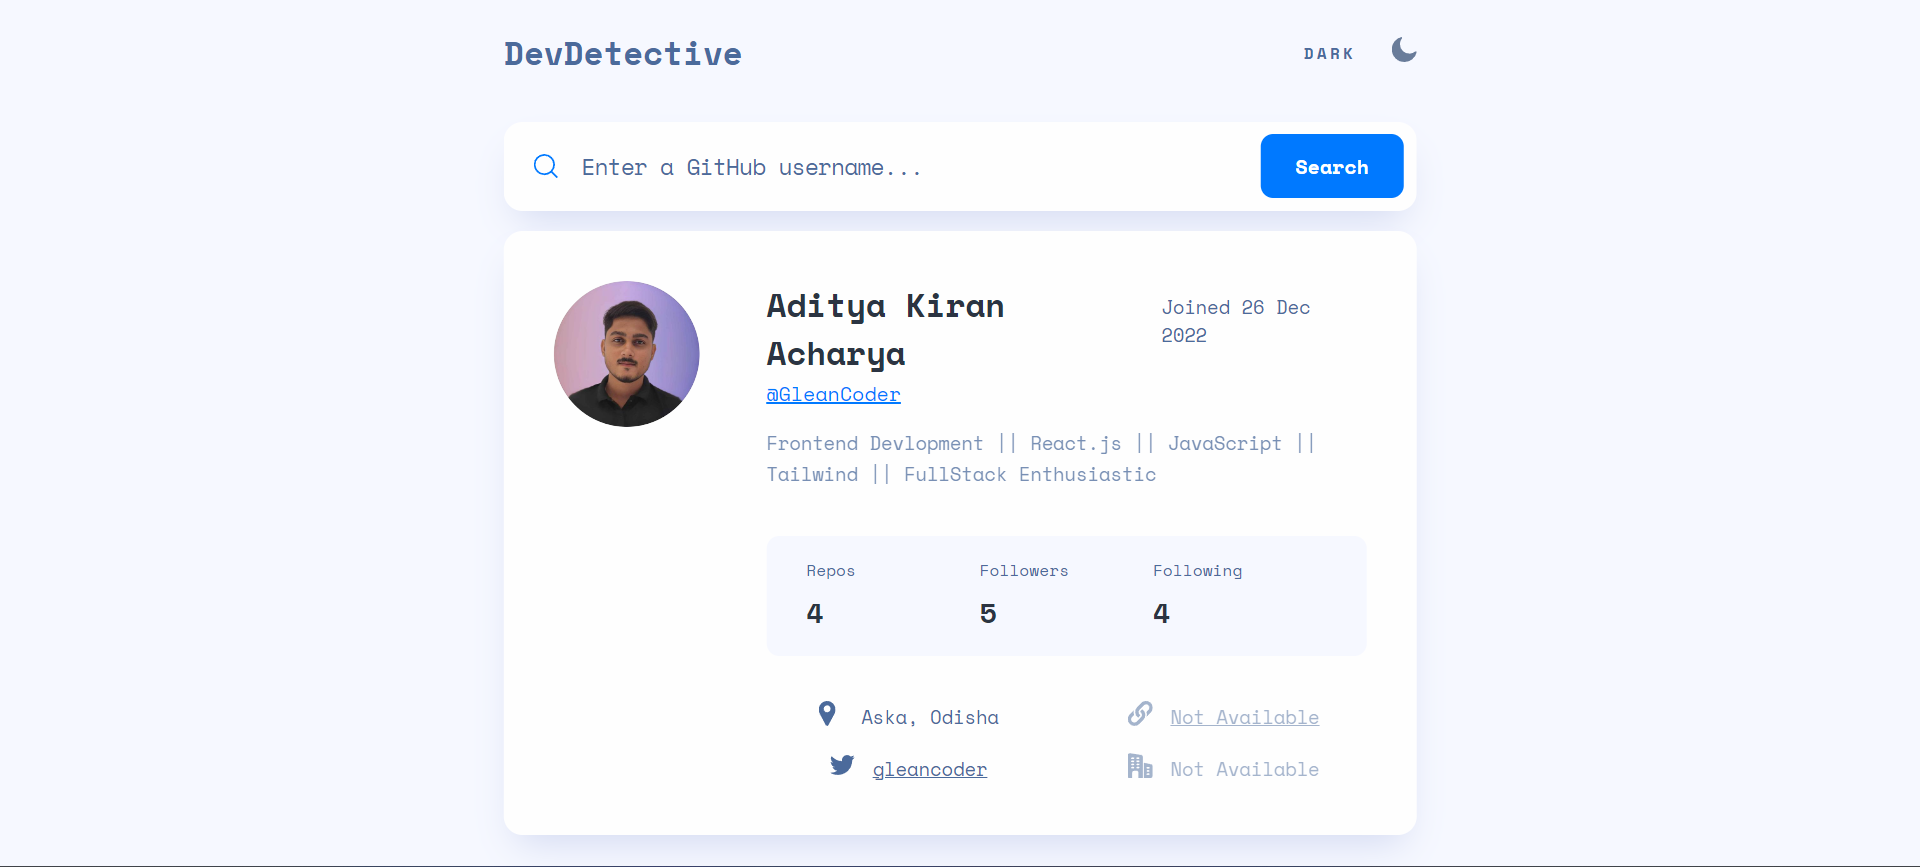 DevDetective
DARK
Enter a GitHub username...
Search
Aditya Kiran
Acharya
Joined 26 Dec
2022
@GleanCoder
Frontend Devlopment || React.js || JavaScript ||
Tailwind || FullStack Enthusiastic
Repos Followers Following
4 5 4
Aska, Odisha Not Available
gleancoder Not Available